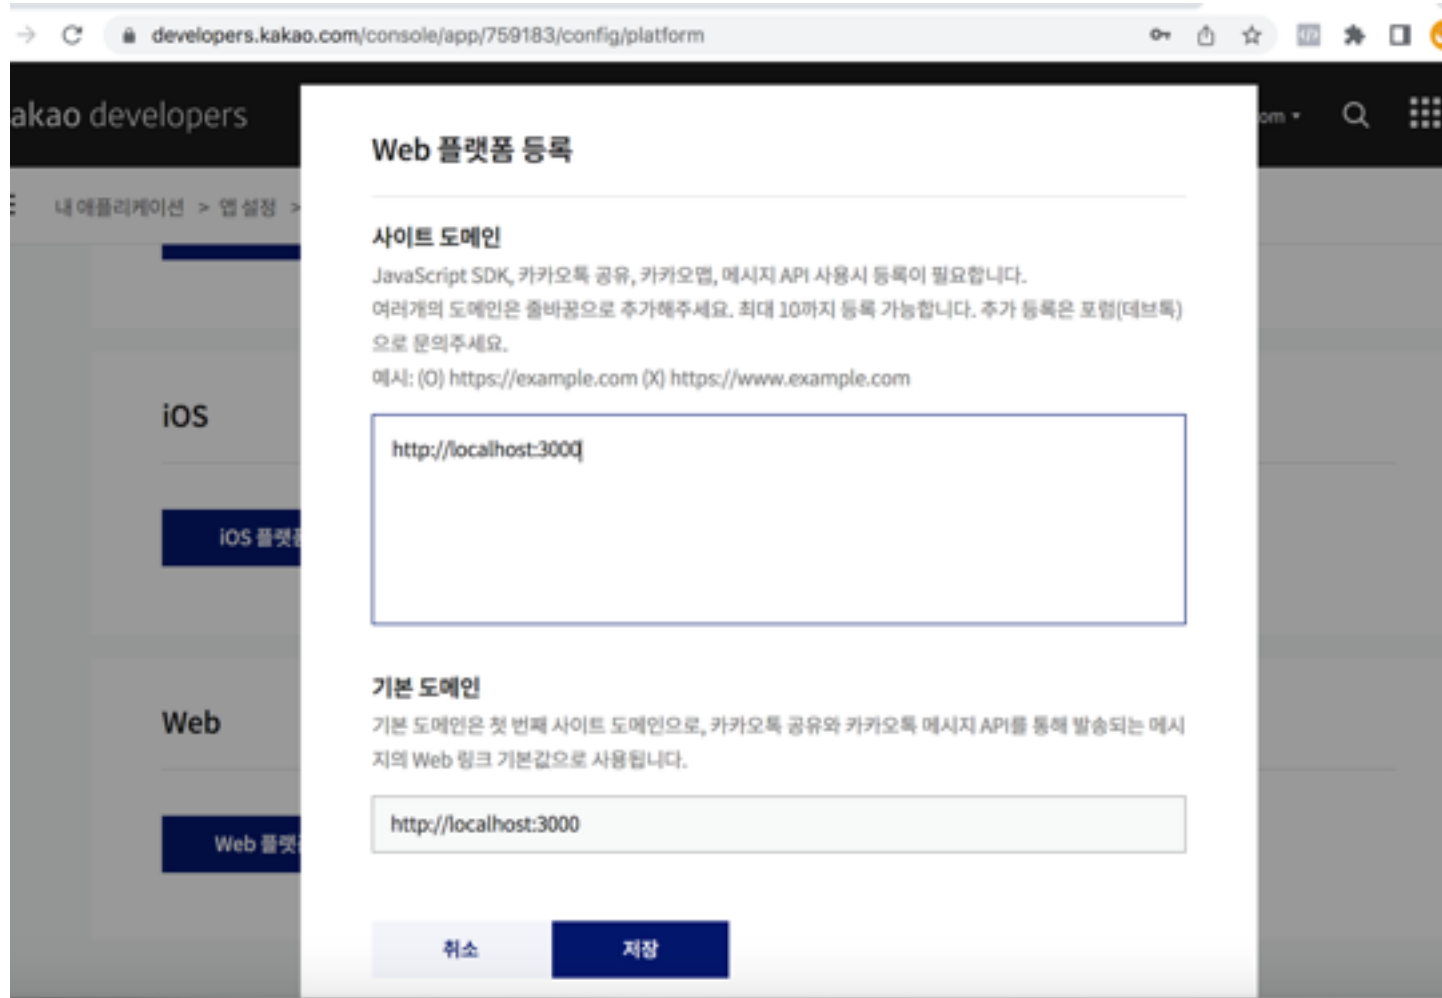 developers.kakao.com/console/app/759183/config/platform
akao developers
om
내 애플리케이션 > 앱 설정 >
Web 플랫폼 등록
사이트 도메인
JavaScript SDK, 카카오톡 공유, 카카오맵, 메시지 API 사용시 등록이 필요합니다.
여러개의 도메인은 줄바꿈으로 추가해주세요. 최대 10까지 등록 가능합니다. 추가 등록은 포럼(데브톡)
으로 문의주세요.
예시: (O) https://example.com (X) https://www.example.com
http://localhost:3000
iOS
iOS 플랫폼
기본 도메인
기본 도메인은 첫 번째 사이트 도메인으로, 카카오톡 공유와 카카오톡 메시지 API를 통해 발송되는 메시
지의 Web 링크 기본값으로 사용됩니다.
http://localhost:3000
Web
Web 플랫
취소
저장